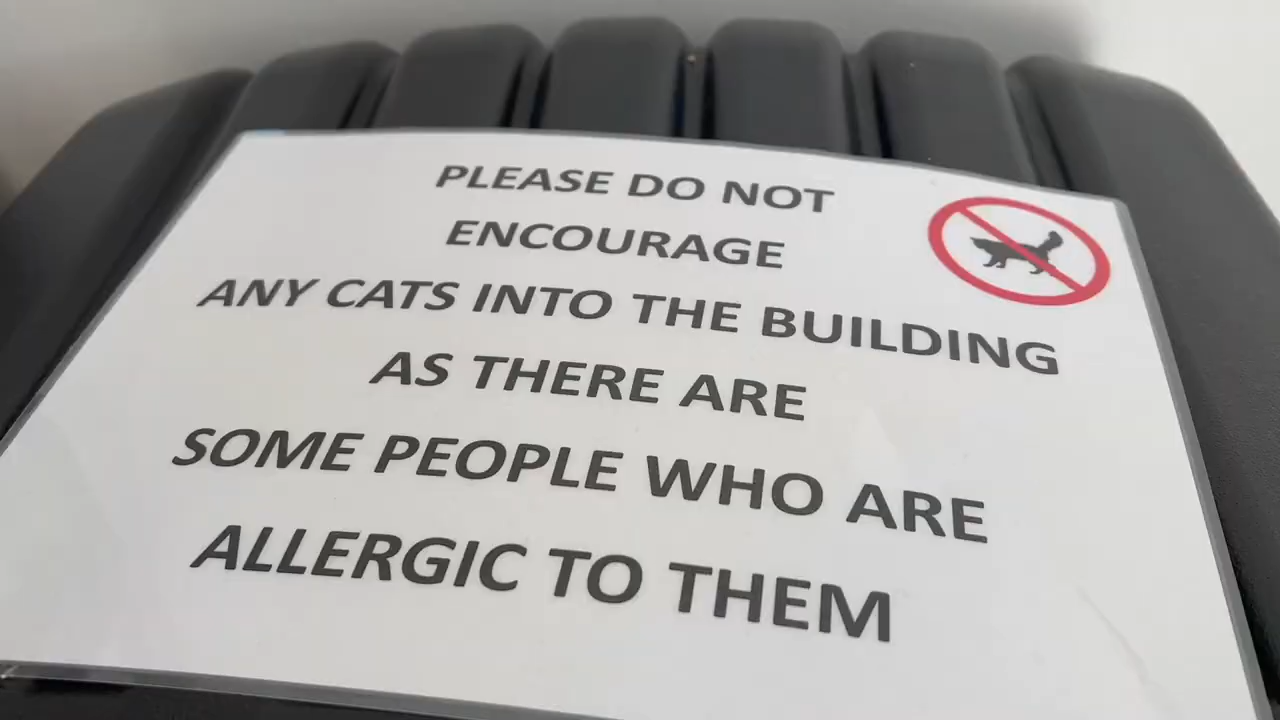 PLEASE DO NOT
ENCOURAGE
ANY CATS INTO THE BUILDING
AS THERE ARE
SOME PEOPLE WHO ARE
ALLERGIC TO THEM